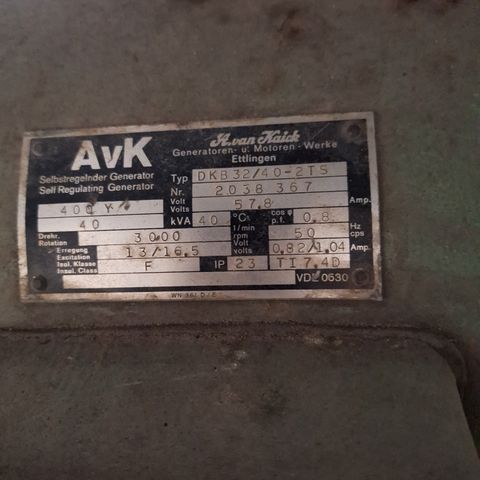 AvK
A. van Kaick
Generatoren- u. Motoren-Werke
Ettlingen
Selbstregelnder Generator
Self Regulating Generator
Typ DKB 32/40-2TS
Nr. 2038 367
400 Y Volt Volts 57.8 Amp.
40 kVA 40 °C cos φ p.f. 0.8
Drehr. Rotation 3000 l/min rpm 50 Hz cps
Erregung Excitation 13/16.5 Volt volts 0.82/1.04 Amp.
Isol. Klasse Insul. Class F IP 23 TI 7.4D
VDE 0530